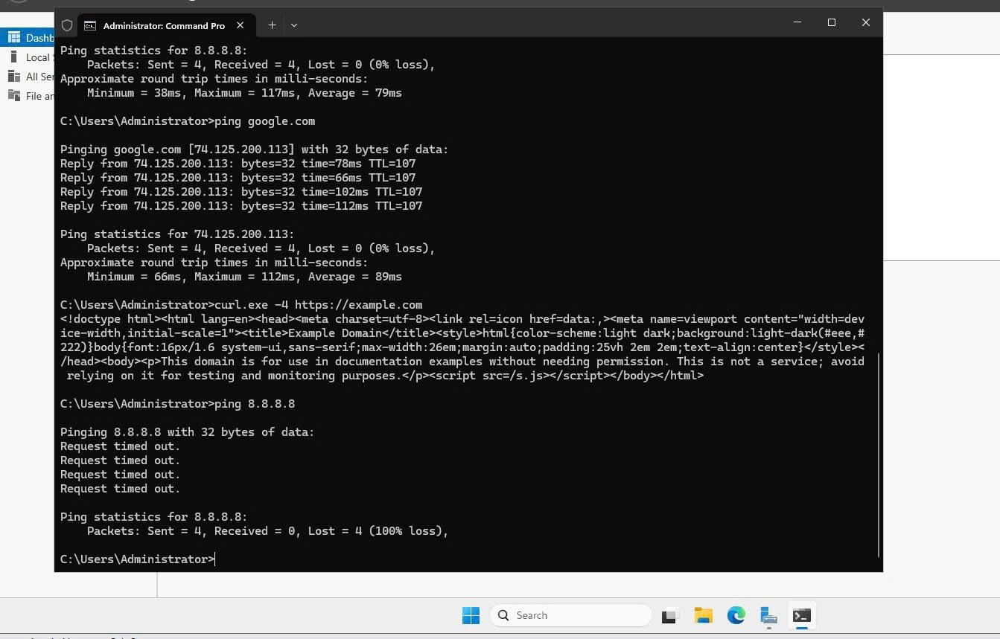 Administrator: Command Pro
Dashb
Local
All Ser
File an
Ping statistics for 8.8.8.8:
    Packets: Sent = 4, Received = 4, Lost = 0 (0% loss),
Approximate round trip times in milli-seconds:
    Minimum = 38ms, Maximum = 117ms, Average = 79ms
C:\Users\Administrator>ping google.com
Pinging google.com [74.125.200.113] with 32 bytes of data:
Reply from 74.125.200.113: bytes=32 time=78ms TTL=107
Reply from 74.125.200.113: bytes=32 time=66ms TTL=107
Reply from 74.125.200.113: bytes=32 time=102ms TTL=107
Reply from 74.125.200.113: bytes=32 time=112ms TTL=107
Ping statistics for 74.125.200.113:
    Packets: Sent = 4, Received = 4, Lost = 0 (0% loss),
Approximate round trip times in milli-seconds:
    Minimum = 66ms, Maximum = 112ms, Average = 89ms
C:\Users\Administrator>curl.exe -4 https://example.com
<!doctype html><html lang=en><head><meta charset=utf-8><link rel=icon href=data:,><meta name=viewport content="width=dev
ice-width,initial-scale=1"><title>Example Domain</title><style>html{color-scheme:light dark;background:light-dark(#eee,#
222)}body{font:16px/1.6 system-ui,sans-serif;max-width:26em;margin:auto;padding:25vh 2em 2em;text-align:center}</style><
/head><body><p>This domain is for use in documentation examples without needing permission. This is not a service; avoid
 relying on it for testing and monitoring purposes.</p><script src=/s.js></script></body></html>
C:\Users\Administrator>ping 8.8.8.8
Pinging 8.8.8.8 with 32 bytes of data:
Request timed out.
Request timed out.
Request timed out.
Request timed out.
Ping statistics for 8.8.8.8:
    Packets: Sent = 4, Received = 0, Lost = 4 (100% loss),
C:\Users\Administrator>
Search